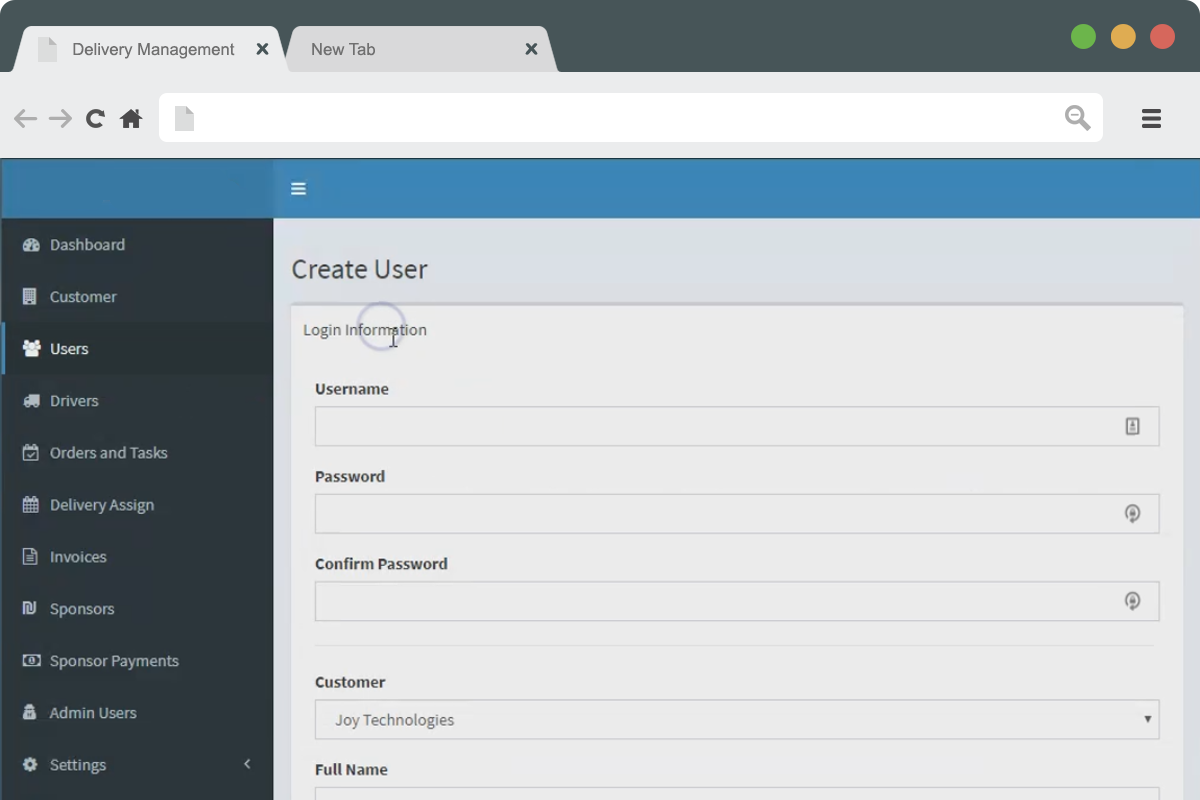 Delivery Management
New Tab
Dashboard
Customer
Users
Drivers
Orders and Tasks
Delivery Assign
Invoices
Sponsors
Sponsor Payments
Admin Users
Settings
Create User
Login Information
Username
Password
Confirm Password
Customer
Joy Technologies
Full Name